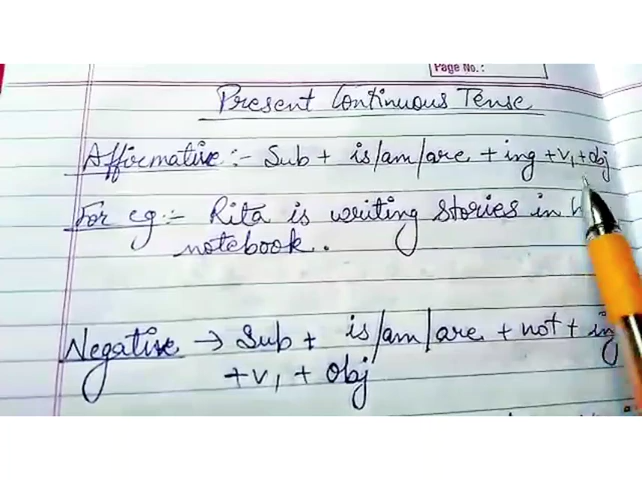 Page No.:
Present Continuous Tense
Affirmative :- Sub + is/am/are + ing + v1 + obj
For eg:- Rita is writing stories in
notebook.
Negative → Sub + is/am/are + not +
+ v1 + obj